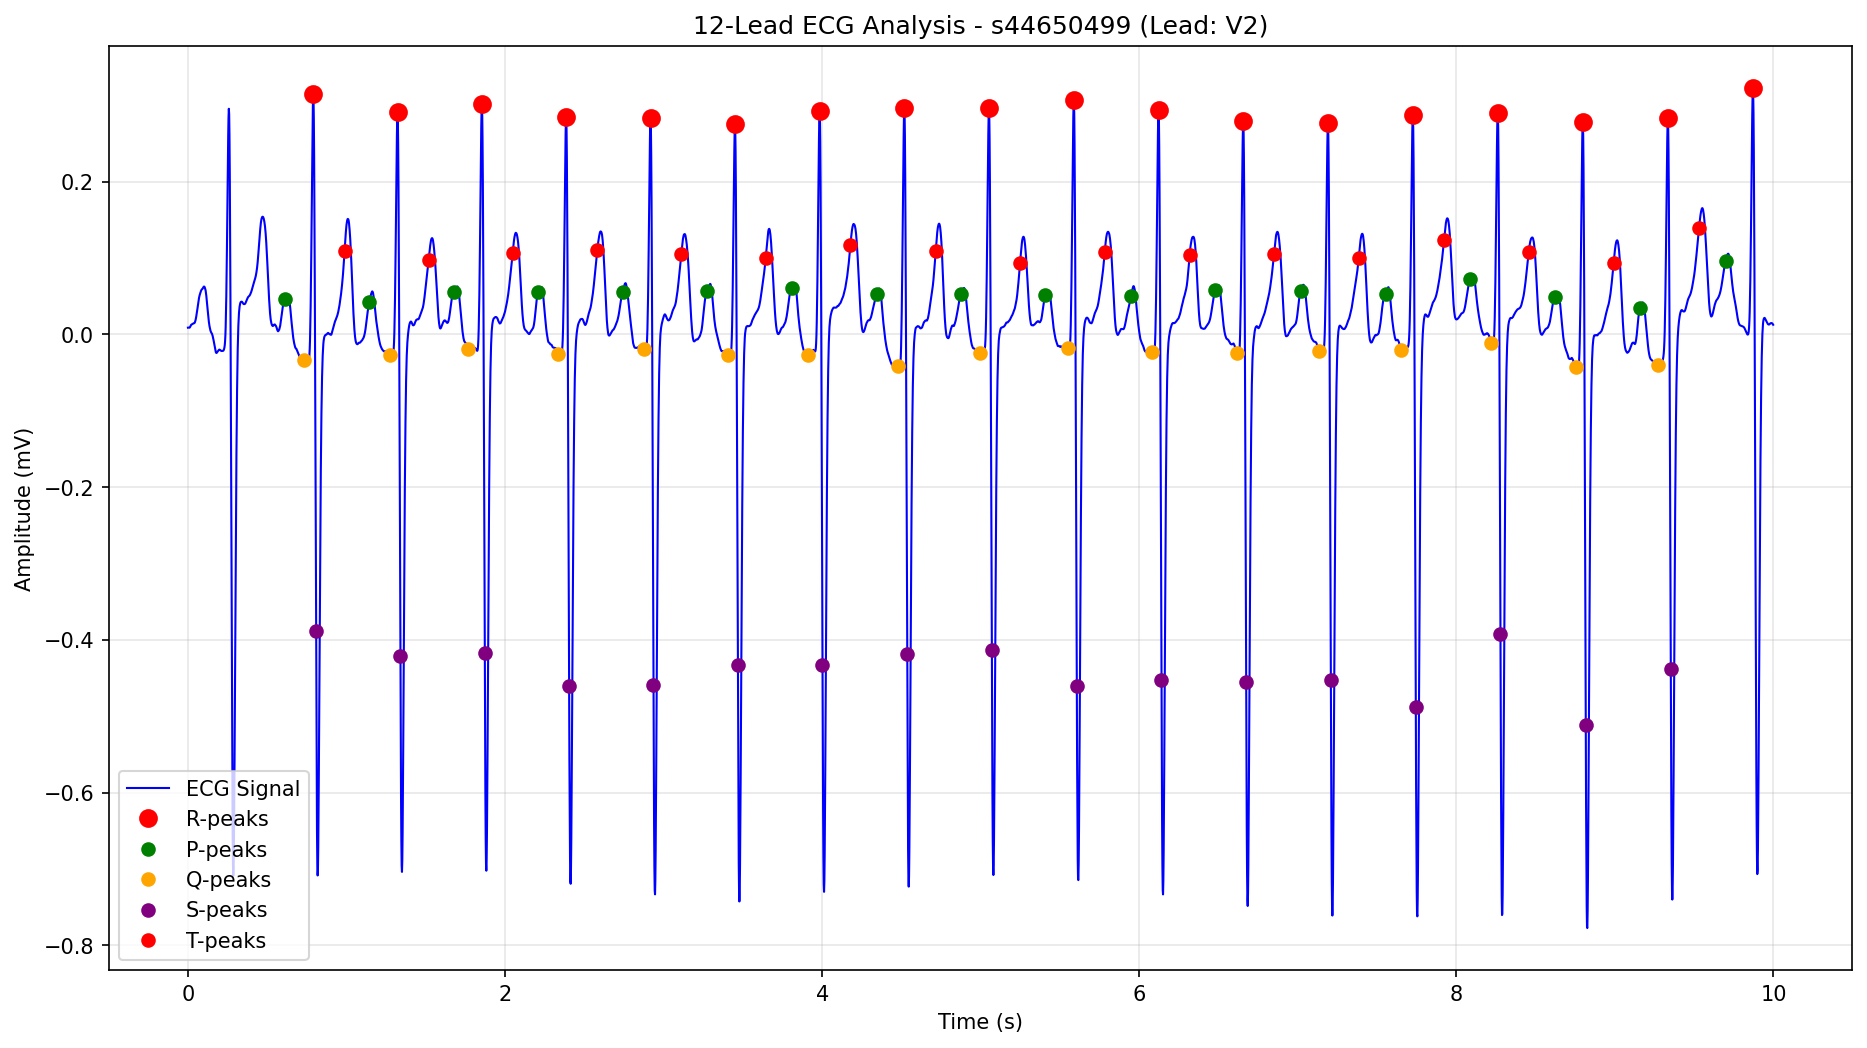 12-Lead ECG Analysis - s44650499 (Lead: V2)
Amplitude (mV)
0.2
0.0
−0.2
−0.4
−0.6
−0.8
ECG Signal
R-peaks
P-peaks
Q-peaks
S-peaks
T-peaks
0 2 4 6 8 10
Time (s)